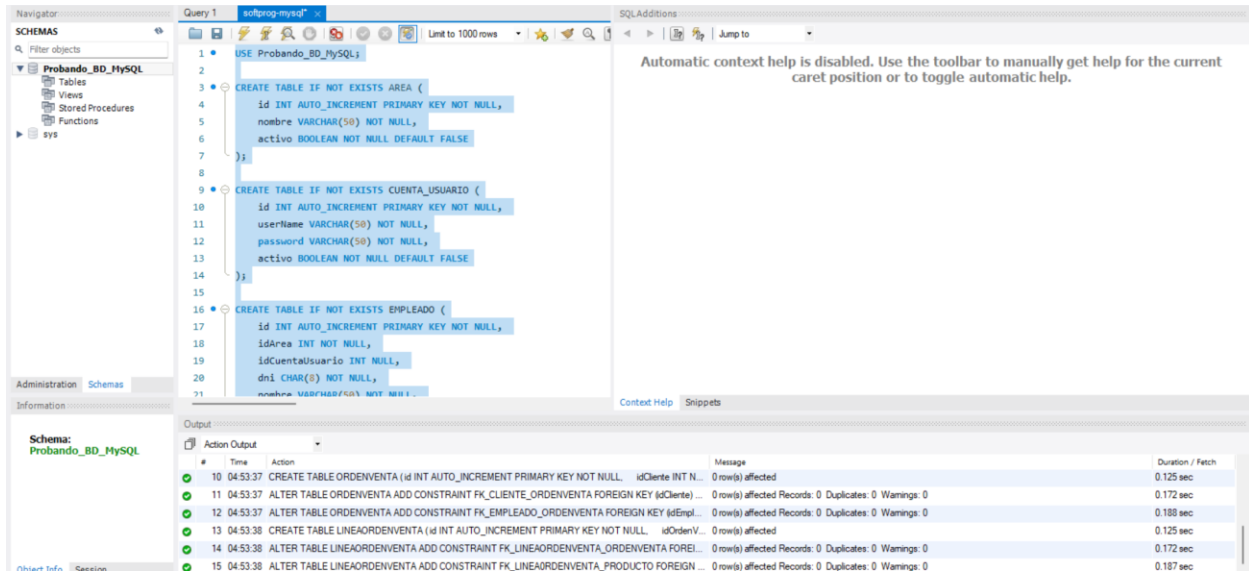 Navigator
SCHEMAS
Filter objects
Probando_BD_MySQL
Tables
Views
Stored Procedures
Functions
sys
Administration Schemas
Information
Schema:
Probando_BD_MySQL
Object Info Session
Query 1 softprog-mysql*
Limit to 1000 rows
1 USE Probando_BD_MySQL;
2
3 CREATE TABLE IF NOT EXISTS AREA (
4 id INT AUTO_INCREMENT PRIMARY KEY NOT NULL,
5 nombre VARCHAR(50) NOT NULL,
6 activo BOOLEAN NOT NULL DEFAULT FALSE
7 );
8
9 CREATE TABLE IF NOT EXISTS CUENTA_USUARIO (
10 id INT AUTO_INCREMENT PRIMARY KEY NOT NULL,
11 userName VARCHAR(50) NOT NULL,
12 password VARCHAR(50) NOT NULL,
13 activo BOOLEAN NOT NULL DEFAULT FALSE
14 );
15
16 CREATE TABLE IF NOT EXISTS EMPLEADO (
17 id INT AUTO_INCREMENT PRIMARY KEY NOT NULL,
18 idArea INT NOT NULL,
19 idCuentaUsuario INT NULL,
20 dni CHAR(8) NOT NULL,
21 nombre VARCHAR(50) NOT NULL,
SQLAdditions
Jump to
Automatic context help is disabled. Use the toolbar to manually get help for the current
caret position or to toggle automatic help.
Context Help Snippets
Output
Action Output
# Time Action Message Duration / Fetch
10 04:53:37 CREATE TABLE ORDENVENTA ( id INT AUTO_INCREMENT PRIMARY KEY NOT NULL, idCliente INT N... 0 row(s) affected 0.125 sec
11 04:53:37 ALTER TABLE ORDENVENTA ADD CONSTRAINT FK_CLIENTE_ORDENVENTA FOREIGN KEY (idCliente) ... 0 row(s) affected Records: 0 Duplicates: 0 Warnings: 0 0.172 sec
12 04:53:37 ALTER TABLE ORDENVENTA ADD CONSTRAINT FK_EMPLEADO_ORDENVENTA FOREIGN KEY (idEmpl... 0 row(s) affected Records: 0 Duplicates: 0 Warnings: 0 0.188 sec
13 04:53:38 CREATE TABLE LINEAORDENVENTA ( id INT AUTO_INCREMENT PRIMARY KEY NOT NULL, idOrdenV... 0 row(s) affected 0.125 sec
14 04:53:38 ALTER TABLE LINEAORDENVENTA ADD CONSTRAINT FK_LINEAORDENVENTA_ORDENVENTA FOREI... 0 row(s) affected Records: 0 Duplicates: 0 Warnings: 0 0.172 sec
15 04:53:38 ALTER TABLE LINEAORDENVENTA ADD CONSTRAINT FK_LINEAORDENVENTA_PRODUCTO FOREIGN ... 0 row(s) affected Records: 0 Duplicates: 0 Warnings: 0 0.187 sec